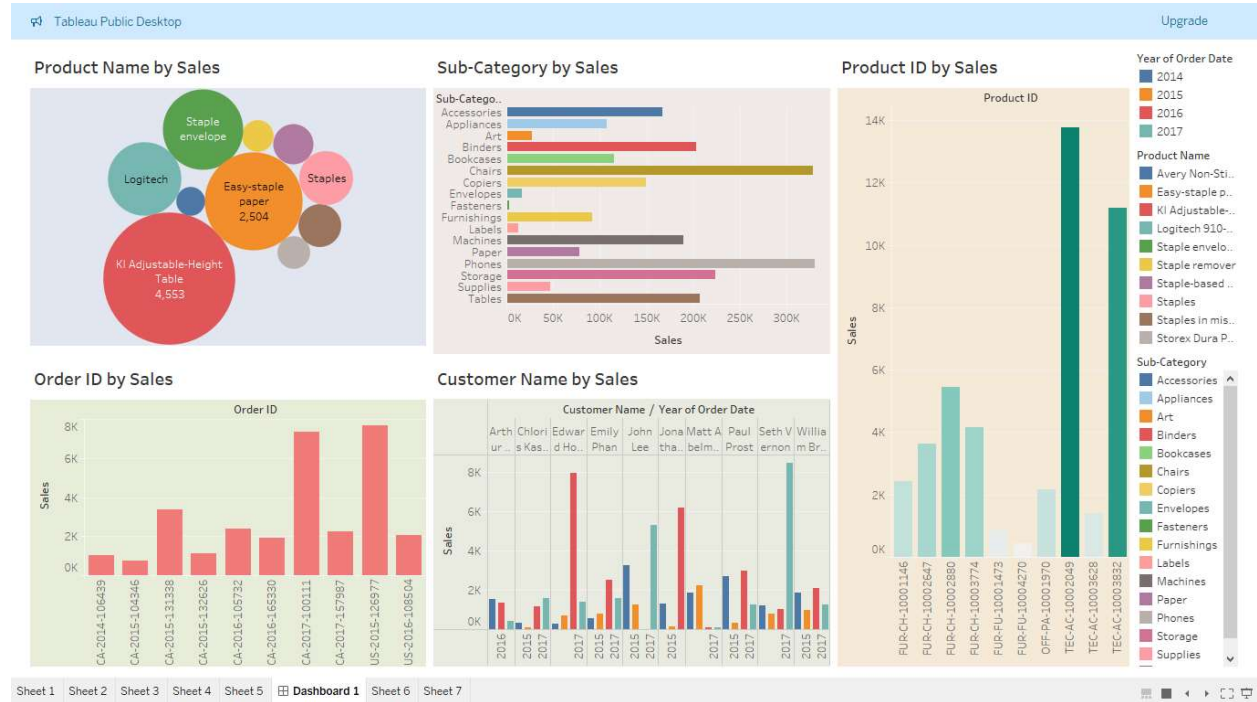 Tableau Public Desktop
Upgrade
Product Name by Sales
Staple
envelope
Logitech
Easy-staple
paper
2,504
Staples
KI Adjustable-Height
Table
4,553
Sub-Category by Sales
Sub-Catego..
Accessories
Appliances
Art
Binders
Bookcases
Chairs
Copiers
Envelopes
Fasteners
Furnishings
Labels
Machines
Paper
Phones
Storage
Supplies
Tables
0K 50K 100K 150K 200K 250K 300K
Sales
Product ID by Sales
Product ID
14K
12K
10K
8K
6K
4K
2K
0K
Sales
FUR-CH-10001146
FUR-CH-10002647
FUR-CH-10002880
FUR-CH-10003774
FUR-FU-10001473
FUR-FU-10004270
OFF-PA-10001970
TEC-AC-10002049
TEC-AC-10003628
TEC-AC-10003832
Year of Order Date
2014
2015
2016
2017
Product Name
Avery Non-Sti..
Easy-staple p..
KI Adjustable-..
Logitech 910-..
Staple envelo..
Staple remover
Staple-based ..
Staples
Staples in mis..
Storex Dura P..
Sub-Category
Accessories
Appliances
Art
Binders
Bookcases
Chairs
Copiers
Envelopes
Fasteners
Furnishings
Labels
Machines
Paper
Phones
Storage
Supplies
Order ID by Sales
Order ID
8K
6K
4K
2K
0K
Sales
CA-2014-106439
CA-2015-104346
CA-2015-131338
CA-2015-132626
CA-2016-105732
CA-2016-165330
CA-2017-100111
CA-2017-157987
US-2015-126977
US-2016-108504
Customer Name by Sales
Customer Name / Year of Order Date
Arth Chlori Edwar Emily John Jona Matt A Paul Seth V Willia
ur .. s Kas.. d Ho.. Phan Lee tha.. belm.. Prost ernon m Br..
8K
6K
4K
2K
0K
Sales
2016 2015 2017 2015 2017 2015 2017 2015 2017 2015 2017 2015 2017 2017 2015 2017
Sheet 1 Sheet 2 Sheet 3 Sheet 4 Sheet 5 Dashboard 1 Sheet 6 Sheet 7